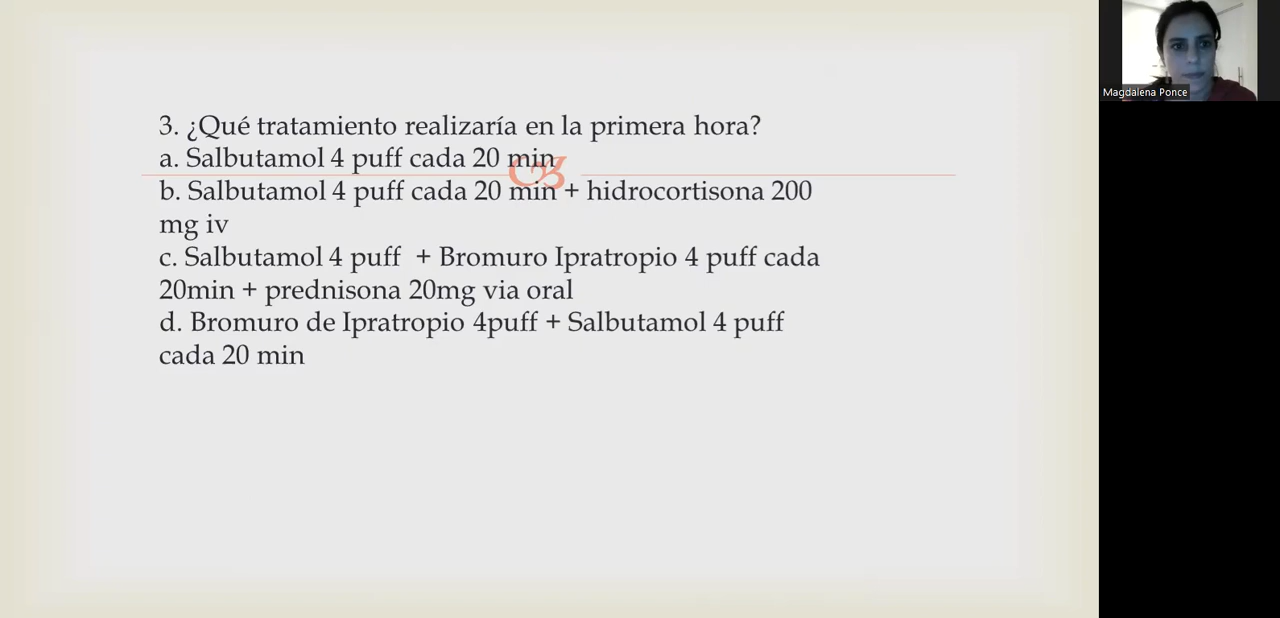 3. ¿Qué tratamiento realizaría en la primera hora?
a. Salbutamol 4 puff cada 20 min
b. Salbutamol 4 puff cada 20 min + hidrocortisona 200
mg iv
c. Salbutamol 4 puff  + Bromuro Ipratropio 4 puff cada
20min + prednisona 20mg via oral
d. Bromuro de Ipratropio 4puff + Salbutamol 4 puff
cada 20 min
Magdalena Ponce